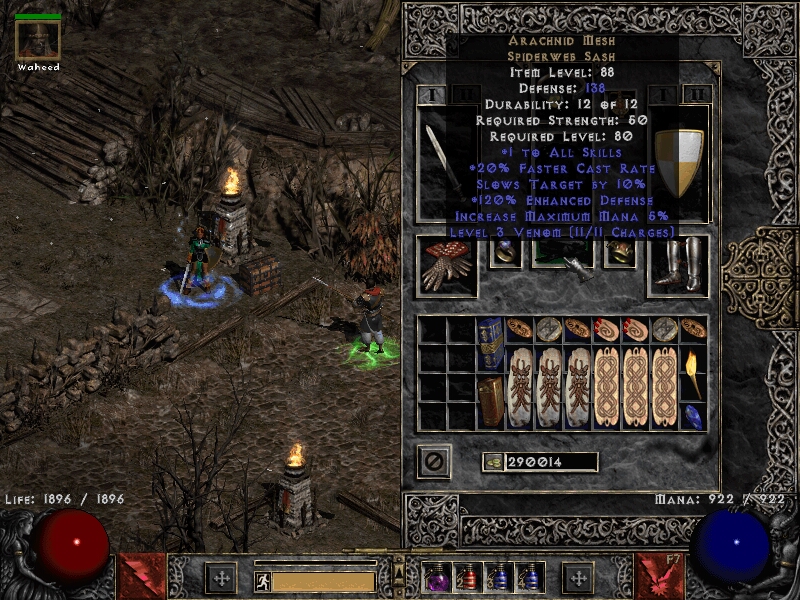 Waheed
Arachnid Mesh
Spiderweb Sash
Item Level: 88
Defense: 138
Durability: 12 of 12
Required Strength: 50
Required Level: 80
+1 to All Skills
+20% Faster Cast Rate
Slows Target by 10%
+120% Enhanced Defense
Increase Maximum Mana 5%
Level 3 Venom (11/11 Charges)
290014
Life: 1896 / 1896
Mana: 922 / 922
F7